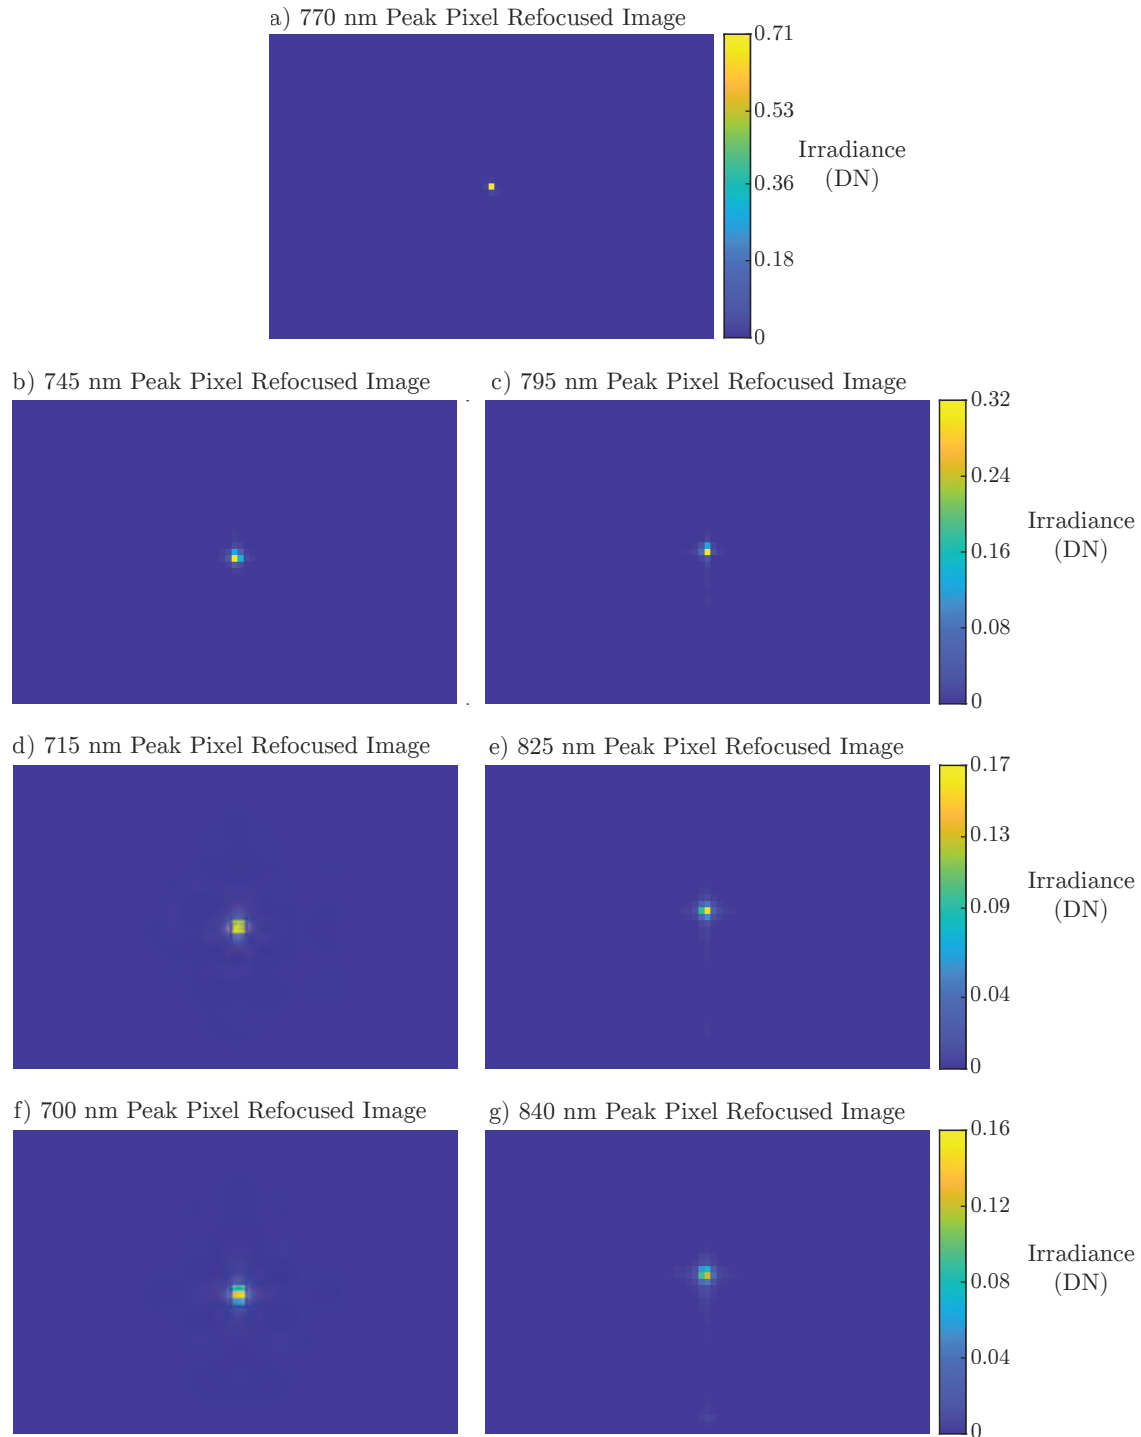 a) 770 nm Peak Pixel Refocused Image
0.71
0.53
0.36
0.18
0
Irradiance
(DN)
b) 745 nm Peak Pixel Refocused Image
c) 795 nm Peak Pixel Refocused Image
0.32
0.24
0.16
0.08
0
Irradiance
(DN)
d) 715 nm Peak Pixel Refocused Image
e) 825 nm Peak Pixel Refocused Image
0.17
0.13
0.09
0.04
0
Irradiance
(DN)
f) 700 nm Peak Pixel Refocused Image
g) 840 nm Peak Pixel Refocused Image
0.16
0.12
0.08
0.04
0
Irradiance
(DN)